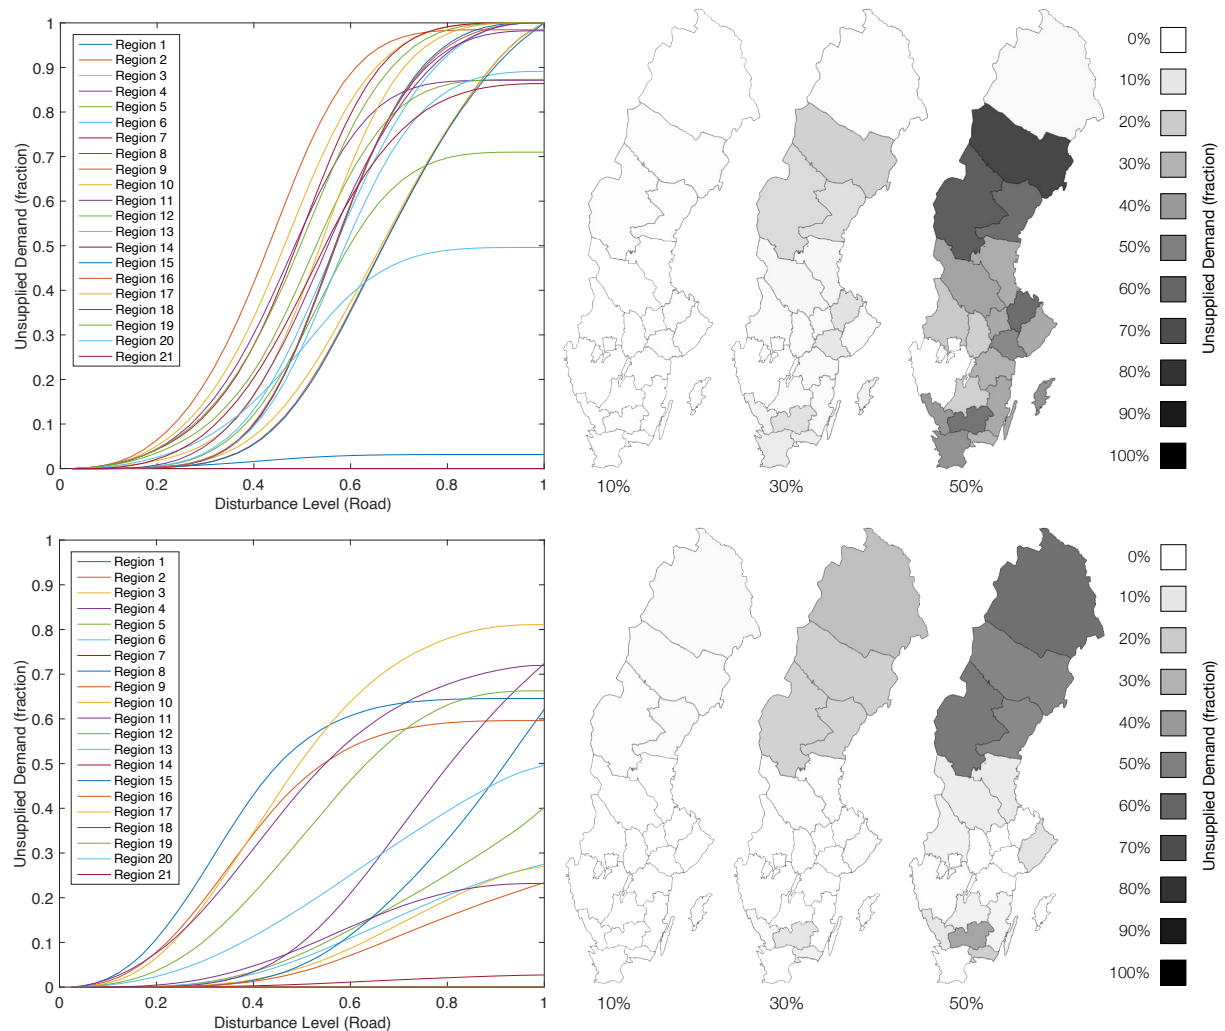 1
0.9
0.8
0.7
0.6
0.5
0.4
0.3
0.2
0.1
0
Unsupplied Demand (fraction)
Region 1
Region 2
Region 3
Region 4
Region 5
Region 6
Region 7
Region 8
Region 9
Region 10
Region 11
Region 12
Region 13
Region 14
Region 15
Region 16
Region 17
Region 18
Region 19
Region 20
Region 21
0 0.2 0.4 0.6 0.8 1
Disturbance Level (Road)
10% 30% 50%
0%
10%
20%
30%
40%
50%
60%
70%
80%
90%
100%
Unsupplied Demand (fraction)
1
0.9
0.8
0.7
0.6
0.5
0.4
0.3
0.2
0.1
0
Unsupplied Demand (fraction)
Region 1
Region 2
Region 3
Region 4
Region 5
Region 6
Region 7
Region 8
Region 9
Region 10
Region 11
Region 12
Region 13
Region 14
Region 15
Region 16
Region 17
Region 18
Region 19
Region 20
Region 21
0 0.2 0.4 0.6 0.8 1
Disturbance Level (Road)
10% 30% 50%
0%
10%
20%
30%
40%
50%
60%
70%
80%
90%
100%
Unsupplied Demand (fraction)